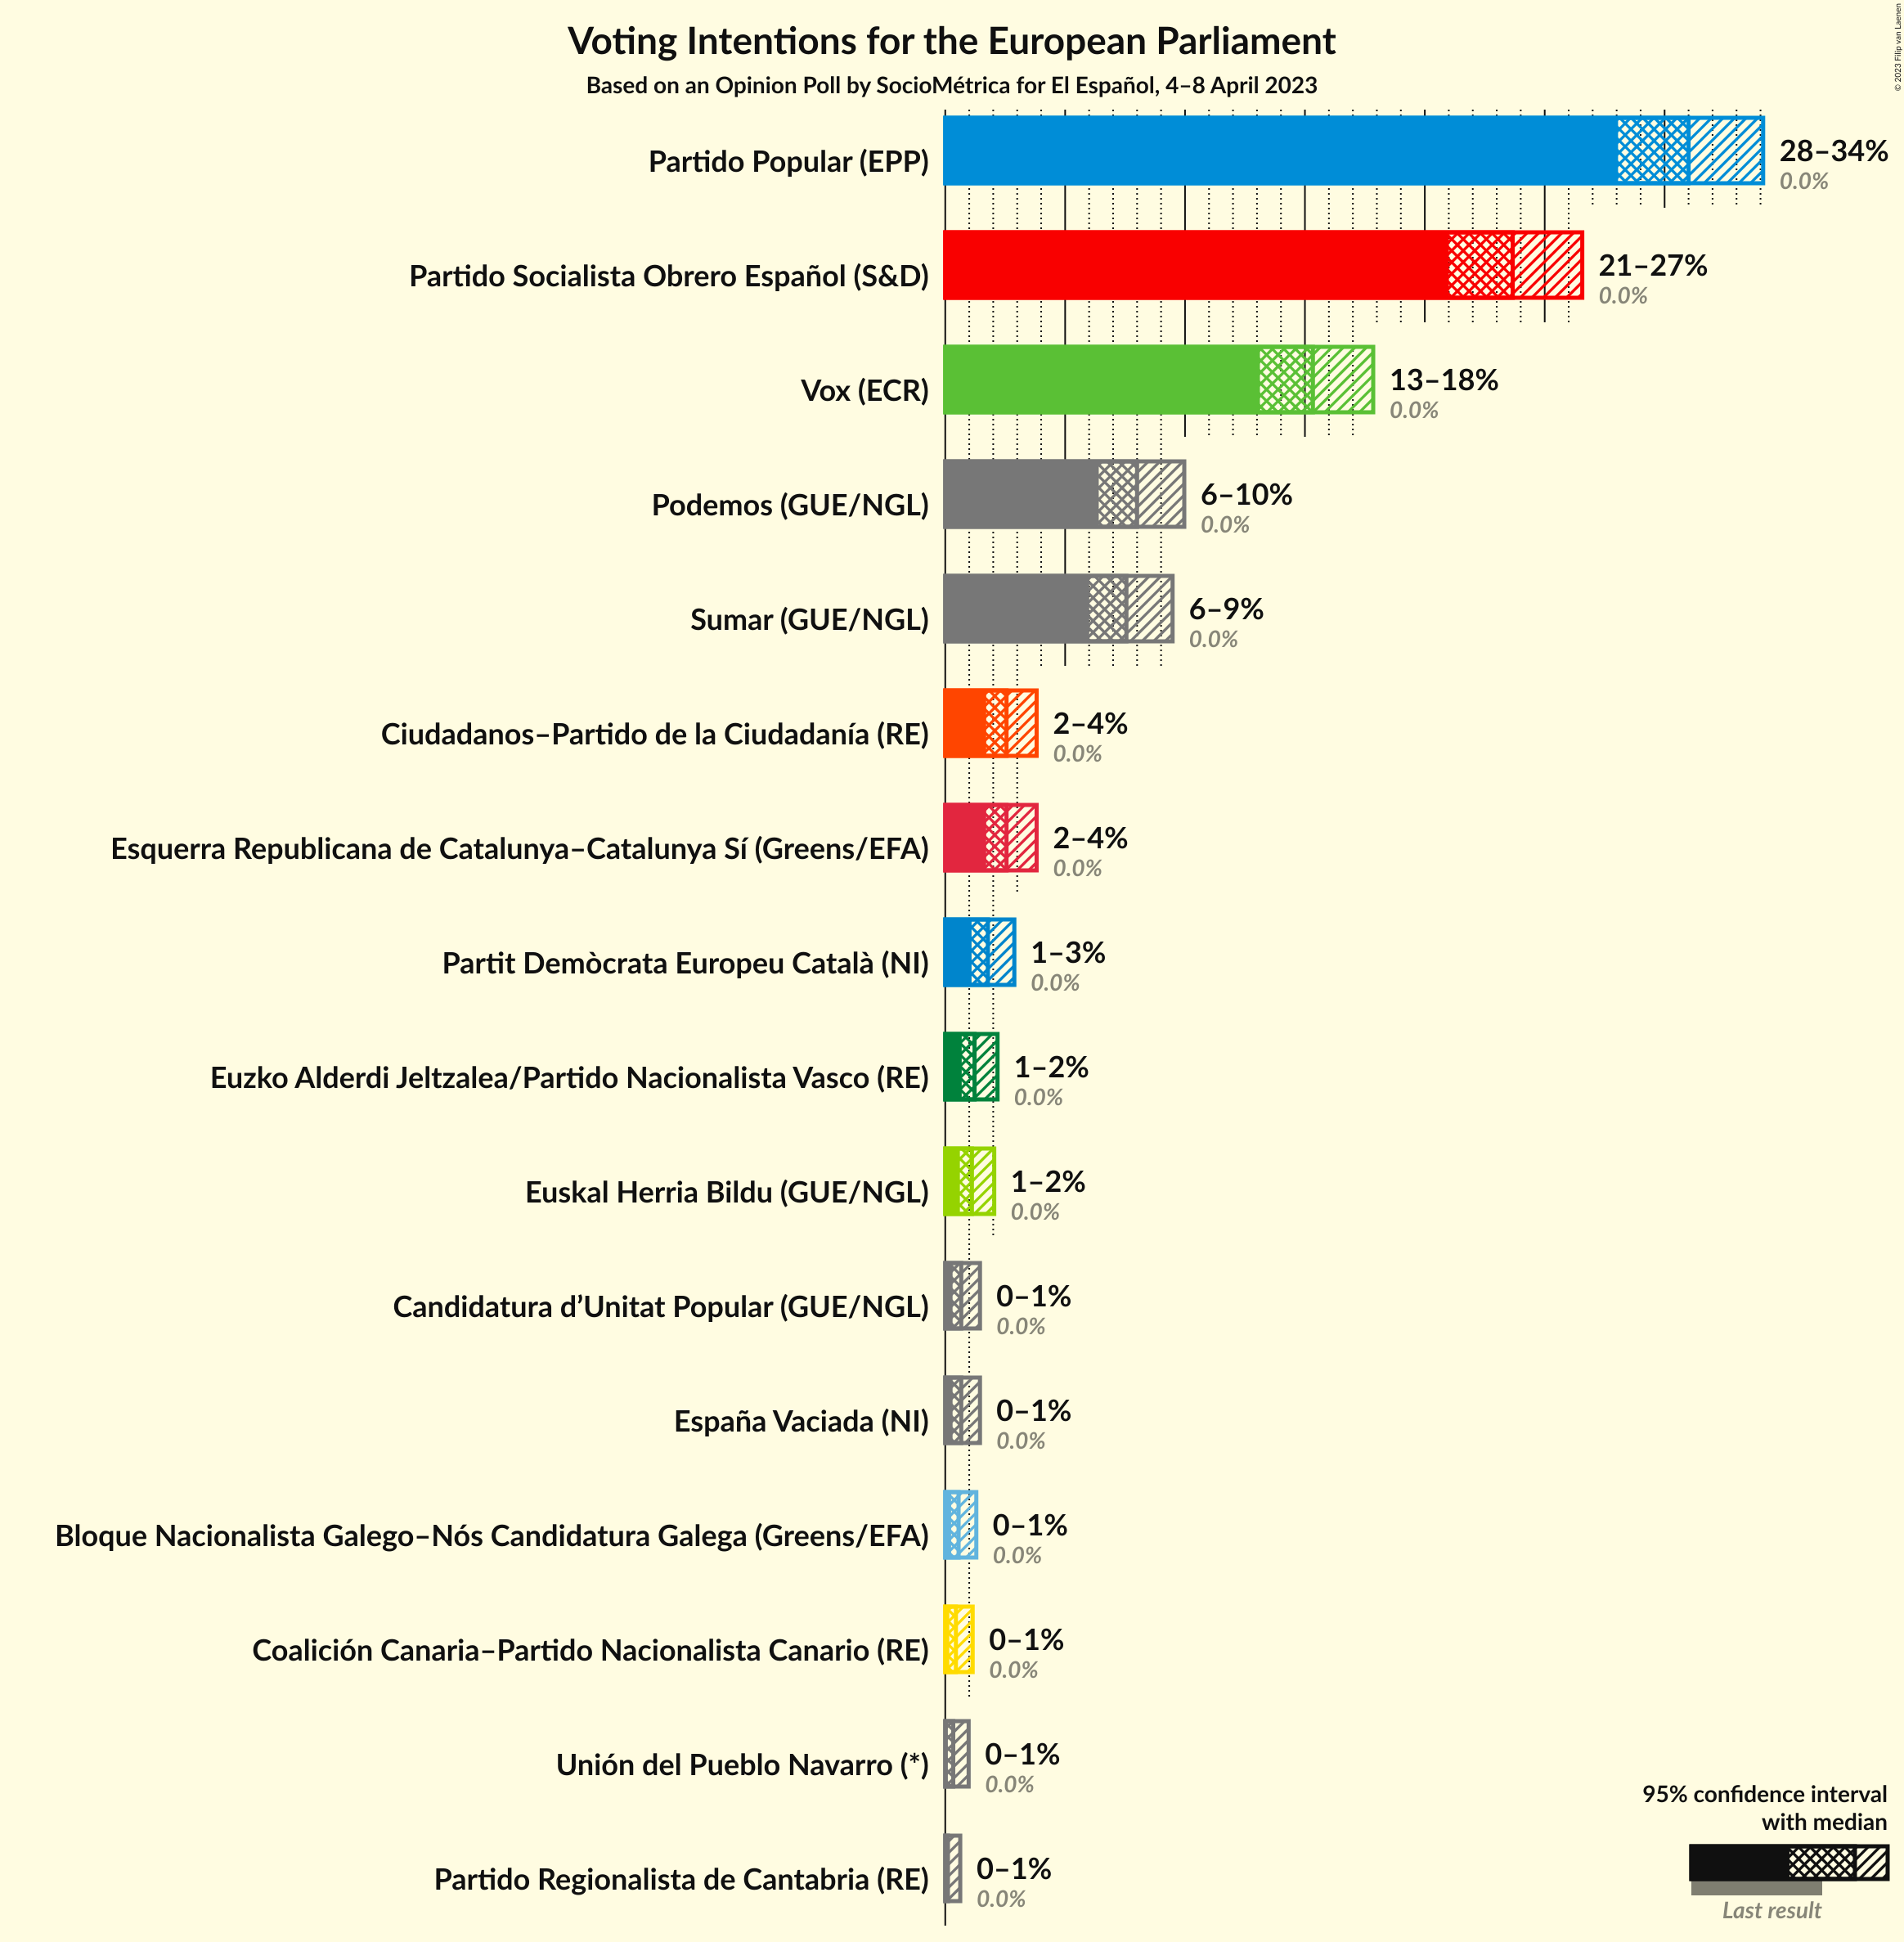 Voting Intentions for the European Parliament
Based on an Opinion Poll by SocioMétrica for El Español, 4–8 April 2023
© 2023 Filip van Laenen
Partido Popular (EPP)
28–34%
0.0%
Partido Socialista Obrero Español (S&D)
21–27%
0.0%
Vox (ECR)
13–18%
0.0%
Podemos (GUE/NGL)
6–10%
0.0%
Sumar (GUE/NGL)
6–9%
0.0%
Ciudadanos–Partido de la Ciudadanía (RE)
2–4%
0.0%
Esquerra Republicana de Catalunya–Catalunya Sí (Greens/EFA)
2–4%
0.0%
Partit Demòcrata Europeu Català (NI)
1–3%
0.0%
Euzko Alderdi Jeltzalea/Partido Nacionalista Vasco (RE)
1–2%
0.0%
Euskal Herria Bildu (GUE/NGL)
1–2%
0.0%
Candidatura d’Unitat Popular (GUE/NGL)
0–1%
0.0%
España Vaciada (NI)
0–1%
0.0%
Bloque Nacionalista Galego–Nós Candidatura Galega (Greens/EFA)
0–1%
0.0%
Coalición Canaria–Partido Nacionalista Canario (RE)
0–1%
0.0%
Unión del Pueblo Navarro (*)
0–1%
0.0%
Partido Regionalista de Cantabria (RE)
0–1%
0.0%
95% confidence interval
with median
Last result